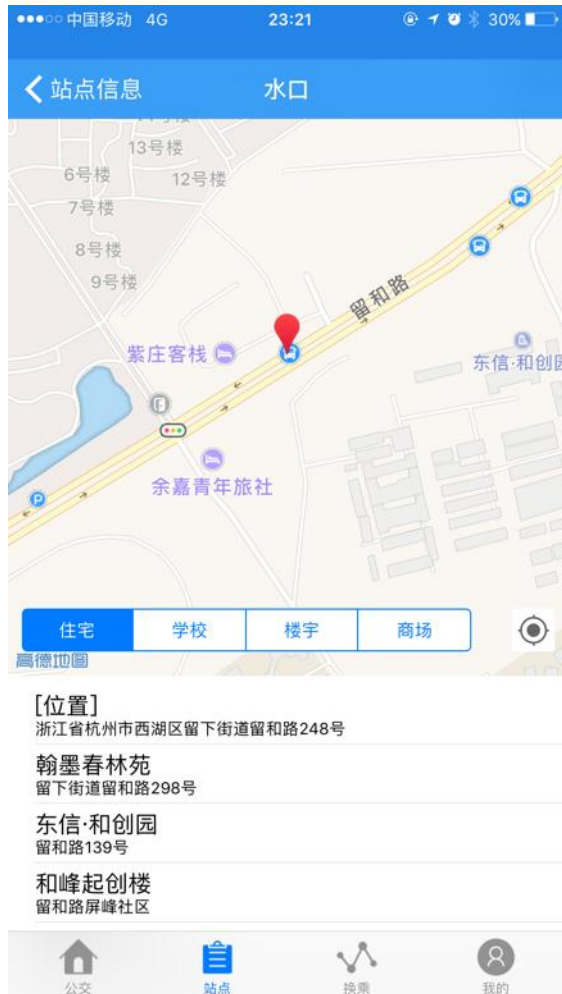 中国移动 4G 23:21 30%
站点信息 水口
13号楼
6号楼 12号楼
7号楼
8号楼
9号楼
留和路
紫庄客栈
东信·和创园
余嘉青年旅社
P
住宅 学校 楼宇 商场
高德地图
[位置]
浙江省杭州市西湖区留下街道留和路248号
翰墨春林苑
留下街道留和路298号
东信·和创园
留和路139号
和峰起创楼
留和路屏峰社区
公交 站点 换乘 我的